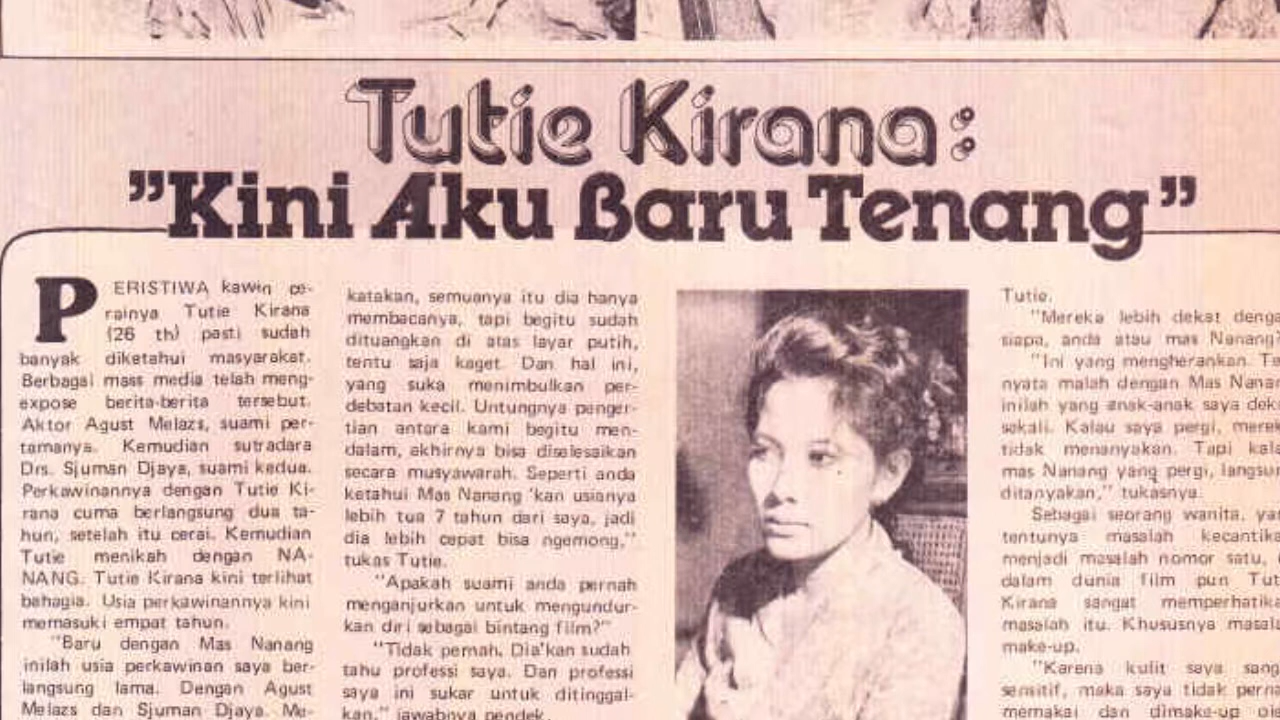 Tutie Kirana:
"Kini Aku Baru Tenang"
PERISTIWA kawin ce-
rainya Tutie Kirana
(26 th) pasti sudah
banyak diketahui masyarakat.
Berbagai mass media telah meng-
expose berita-berita tersebut.
Aktor Agust Melazs, suami per-
tamanya. Kemudian sutradara
Drs. Sjuman Djaya, suami kedua.
Perkawinannya dengan Tutie Ki-
rana cuma berlangsung dua ta-
hun, setelah itu cerai. Kemudian
Tutie menikah dengan NA-
NANG. Tutie Kirana kini terlihat
bahagia. Usia perkawinannya kini
memasuki empat tahun.
"Baru dengan Mas Nanang
inilah usia perkawinan saya ber-
langsung lama. Dengan Agust
Melazs dan Sjuman Djaya. Me-
katakan, semuanya itu dia hanya
membacanya, tapi begitu sudah
dituangkan di atas layar putih,
tentu saja kaget. Dan hal ini,
yang suka menimbulkan per-
debatan kecil. Untungnya penger-
tian antara kami begitu men-
dalam, akhirnya bisa diselesaikan
secara musyawarah. Seperti anda
ketahui Mas Nanang 'kan usianya
lebih tua 7 tahun dari saya, jadi
dia lebih cepat bisa ngemong,"
tukas Tutie.
"Apakah suami anda pernah
menganjurkan untuk mengundur-
kan diri sebagai bintang film?"
"Tidak pernah. Dia'kan sudah
tahu professi saya. Dan professi
saya ini sukar untuk ditinggal-
kan," jawabnya pendek.
Tutie.
"Mereka lebih dekat denga
siapa, anda atau mas Nanang?
"Ini yang mengherankan. Te
nyata malah dengan Mas Nanan
inilah yang anak-anak saya deka
sekali. Kalau saya pergi, merek
tidak menanyakan. Tapi kala
mas Nanang yang pergi, langsun
ditanyakan," tukasnya.
Sebagai seorang wanita, yan
tentunya masalah kecantika
menjadi masalah nomor satu,
dalam dunia film pun Tut
Kirana sangat memperhatika
masalah itu. Khususnya masala
make-up.
"Karena kulit saya sang
sensitif, maka saya tidak perna
memakai dan dimake-up ole